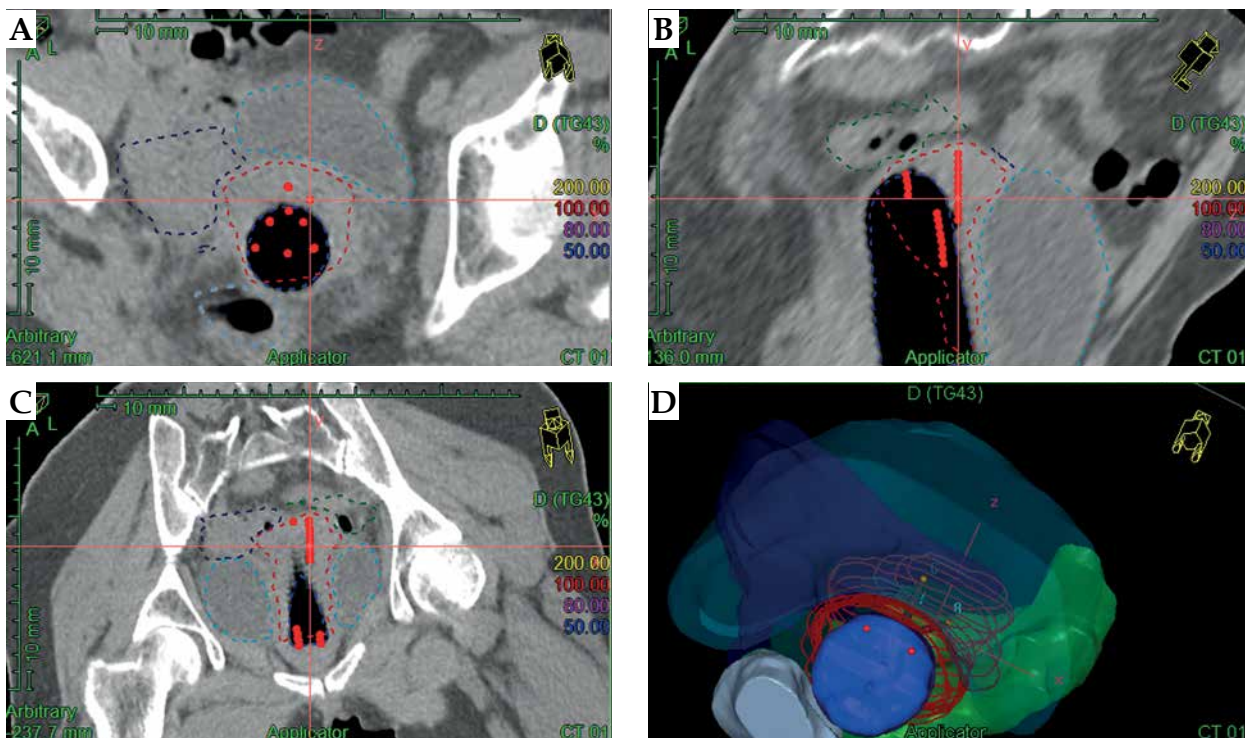 A
A L
10 mm
z
D (TG43)
%
200.00
100.00
80.00
50.00
10 mm
Arbitrary
-621.1 mm
Applicator
CT 01
B
10 mm
y
D (TG43)
%
200.00
100.00
80.00
50.00
10 mm
Arbitrary
136.0 mm
Applicator
CT 01
C
A L
10 mm
y
D (TG43)
%
200.00
100.00
80.00
50.00
10 mm
Arbitrary
-237.7 mm
Applicator
CT 01
D
D (TG43)
z
x
Applicator
CT 01